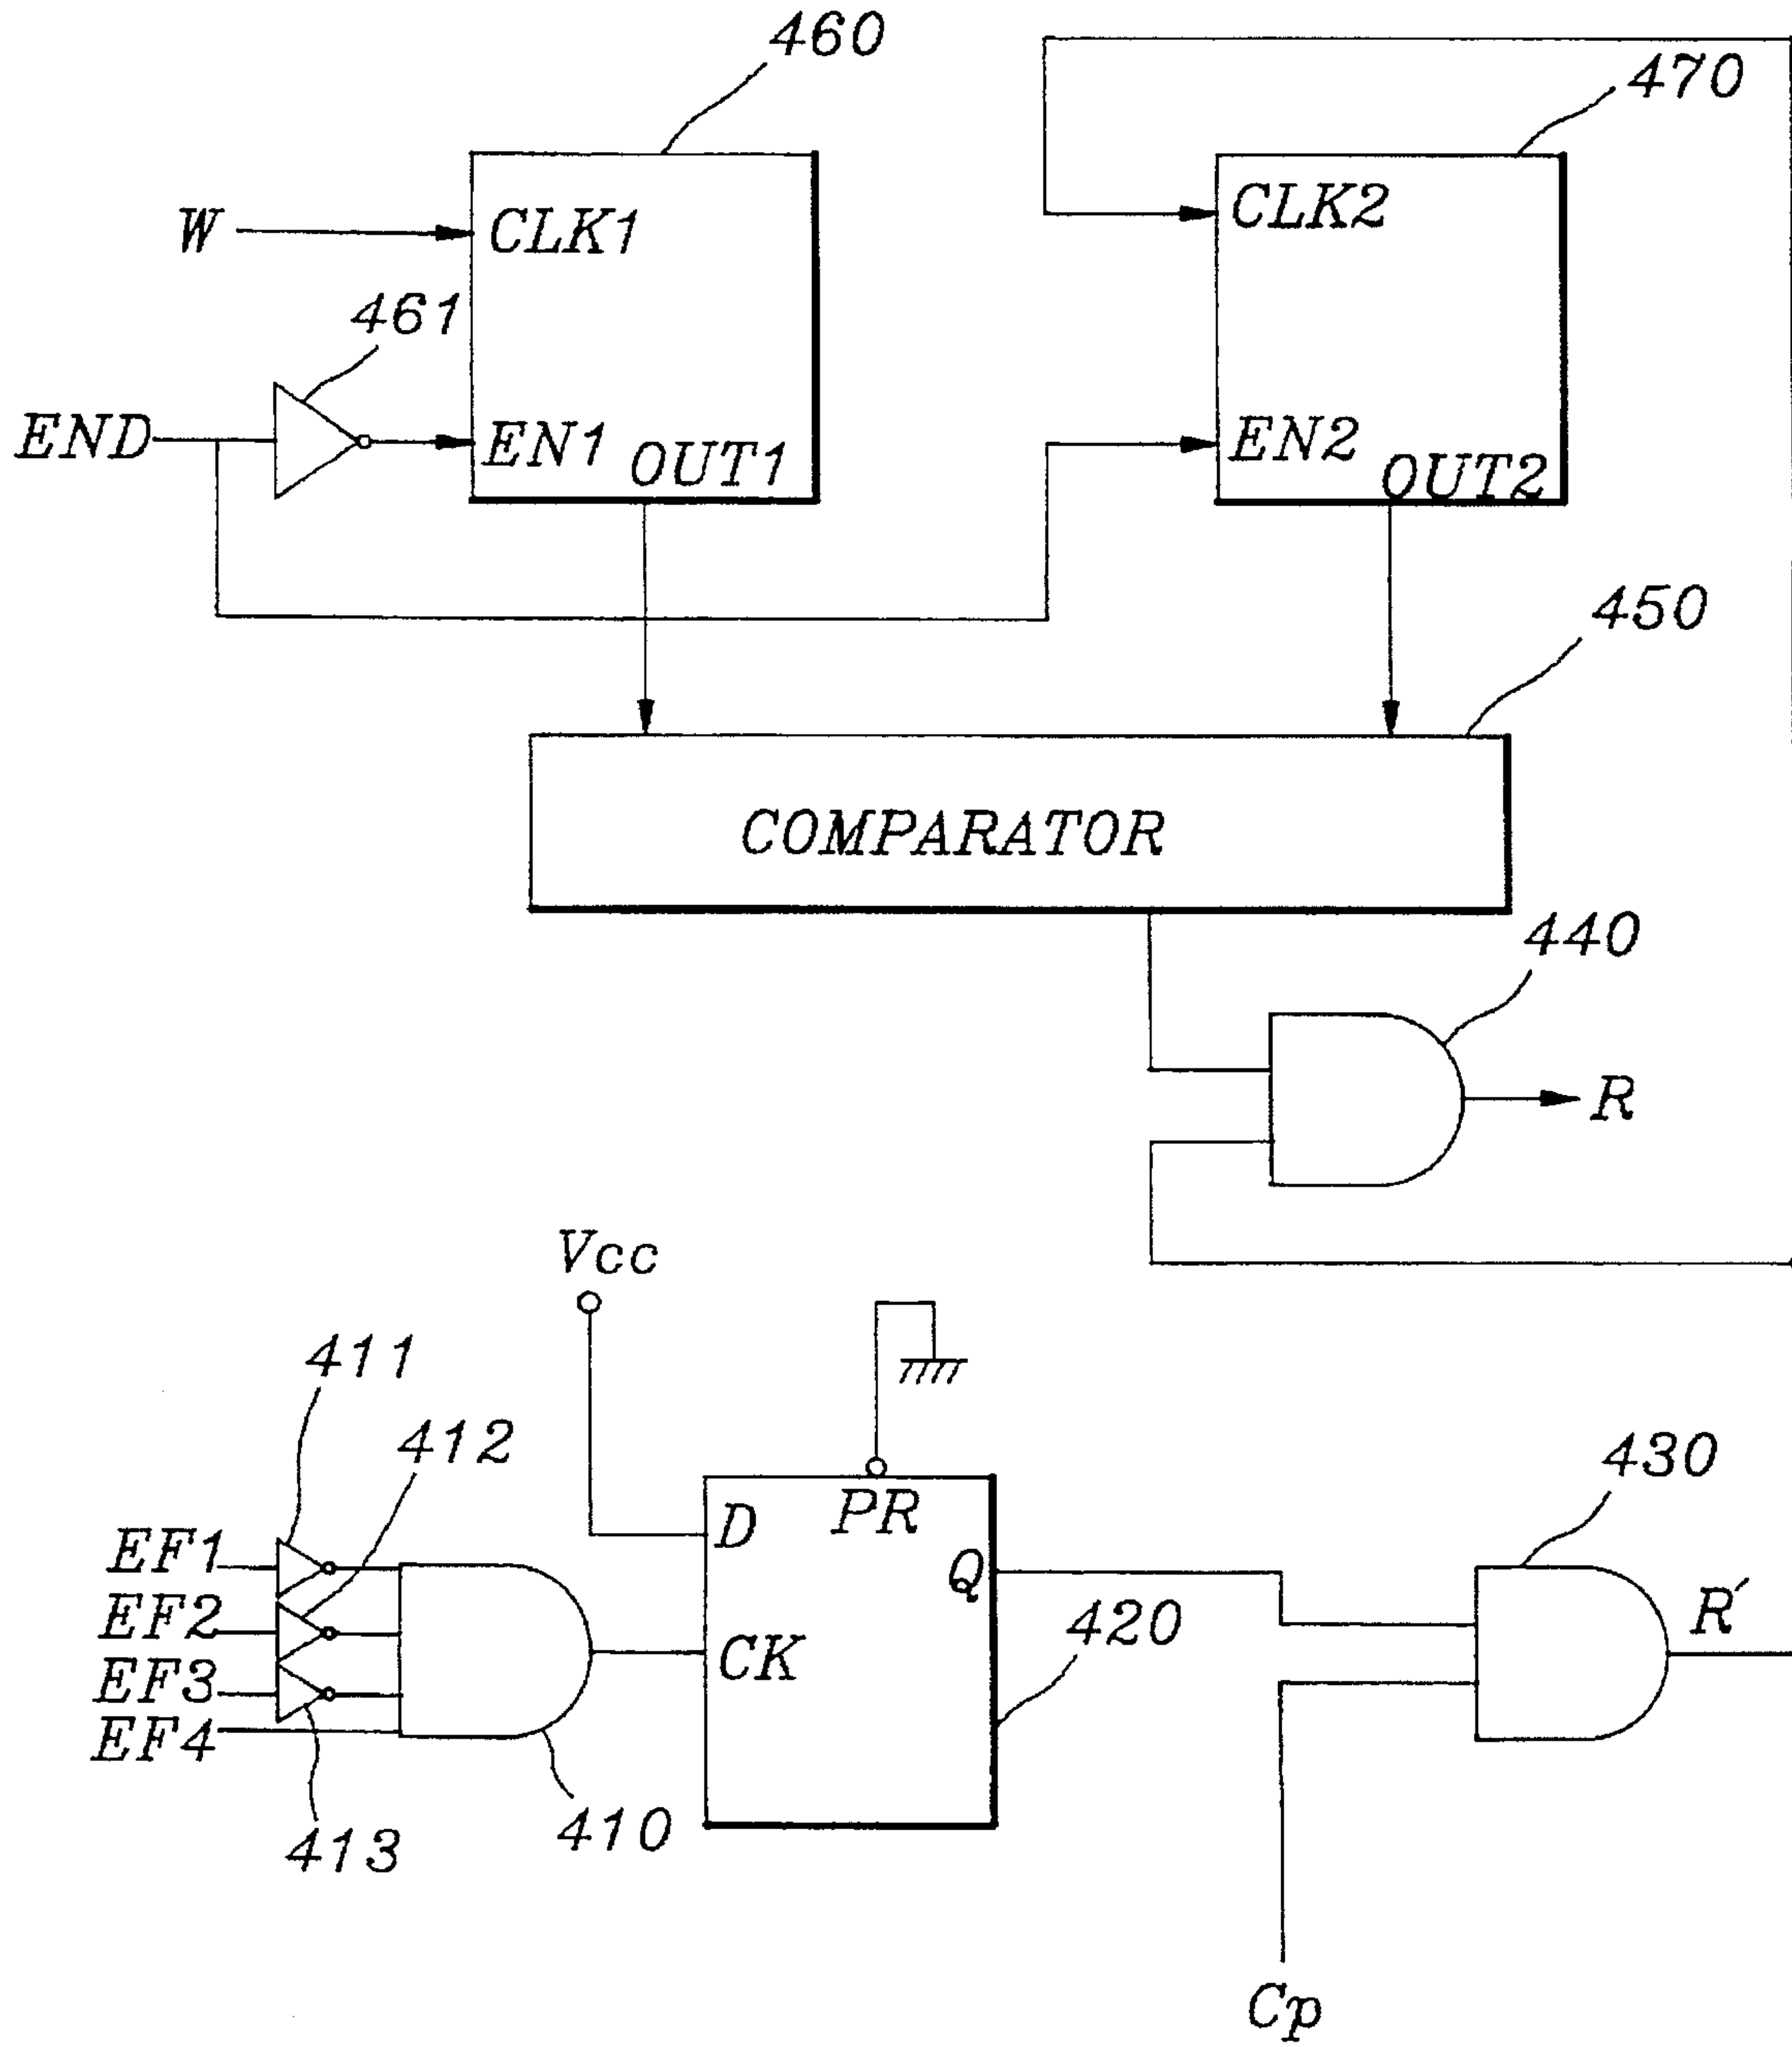 460
470
W
CLK1
CLK2
461
END
EN1
OUT1
EN2
OUT2
450
COMPARATOR
440
R
Vcc
411
412
430
D
PR
EF1
Q
R′
EF2
420
CK
EF3
EF4
410
413
Cp